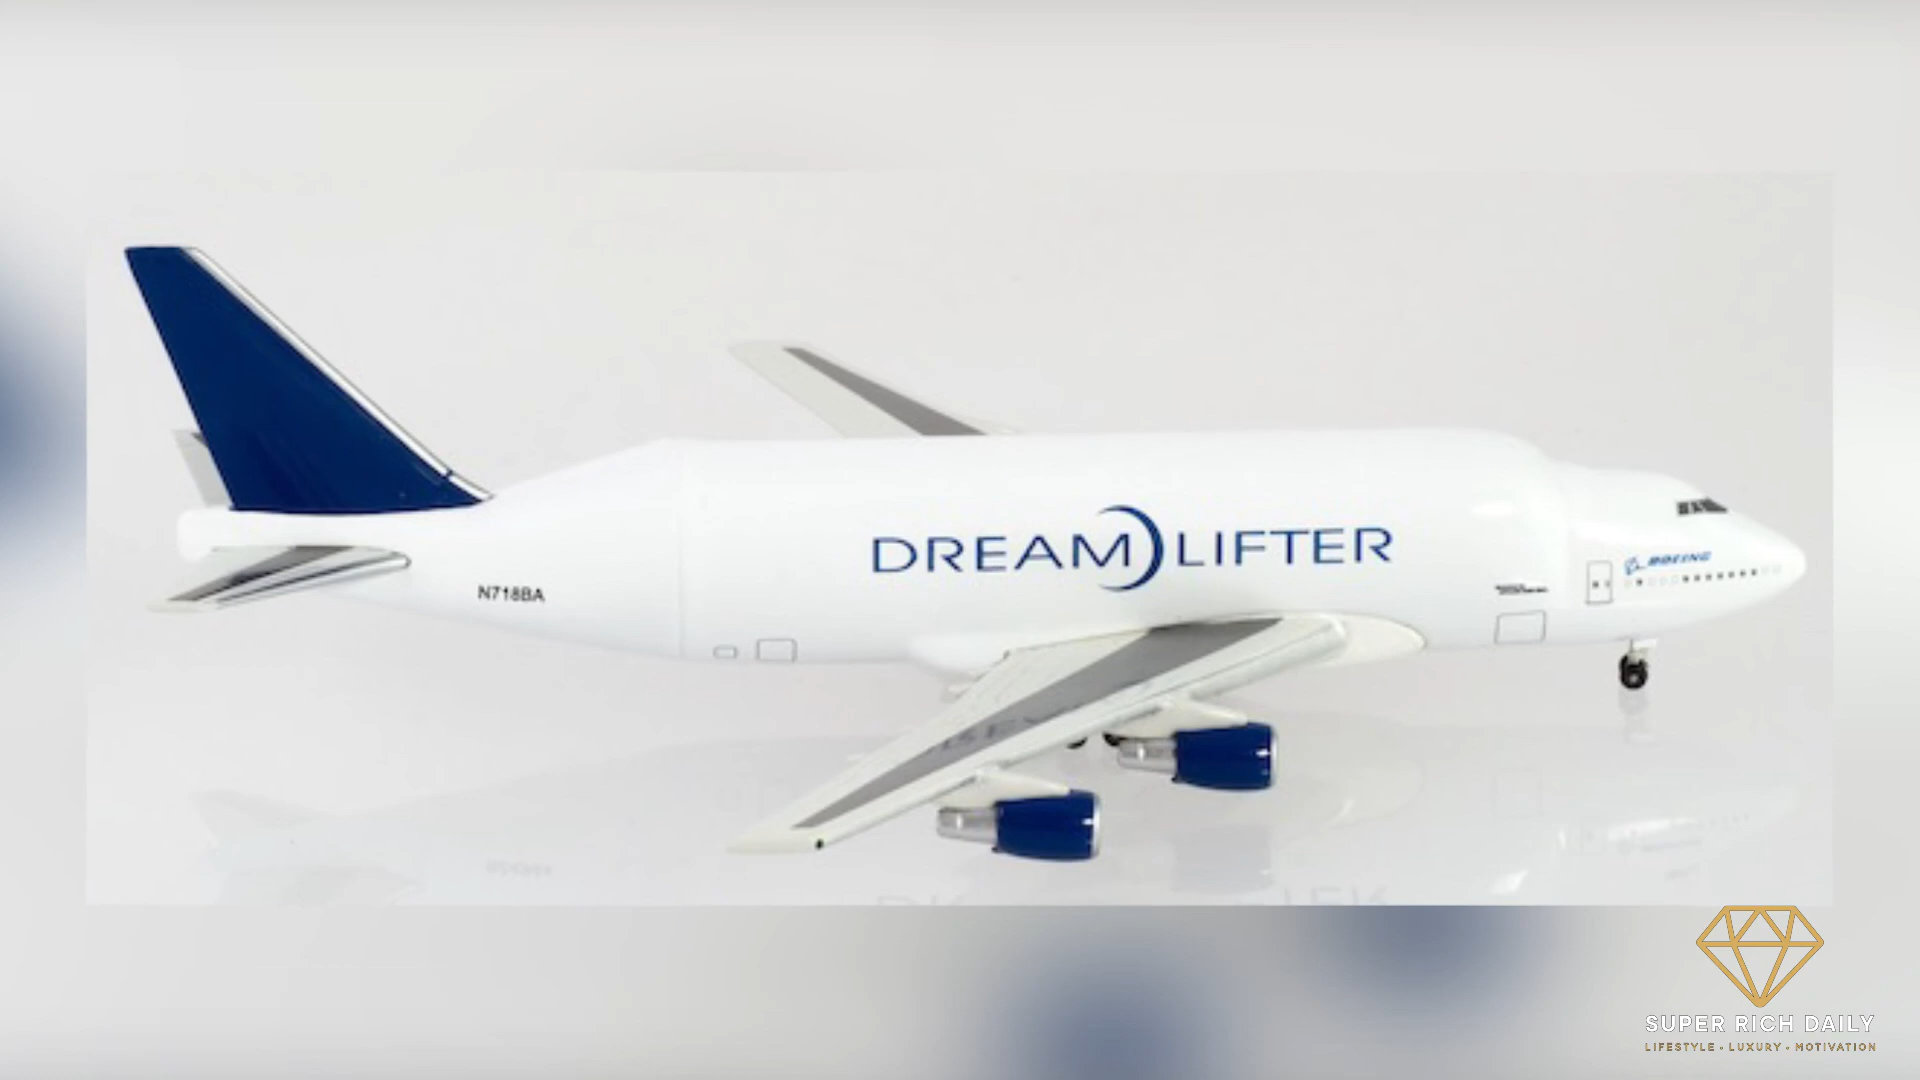 DREAM LIFTER
BOEING
N718BA
SUPER RICH DAILY
LIFESTYLE • LUXURY • MOTIVATION